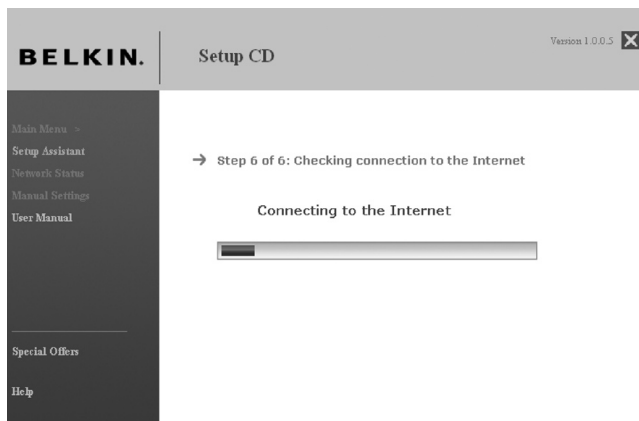 BELKIN.
Setup CD
Version 1.0.0.5
Main Menu >
Setup Assistant
Network Status
Manual Settings
User Manual
Special Offers
Help
Step 6 of 6: Checking connection to the Internet
Connecting to the Internet